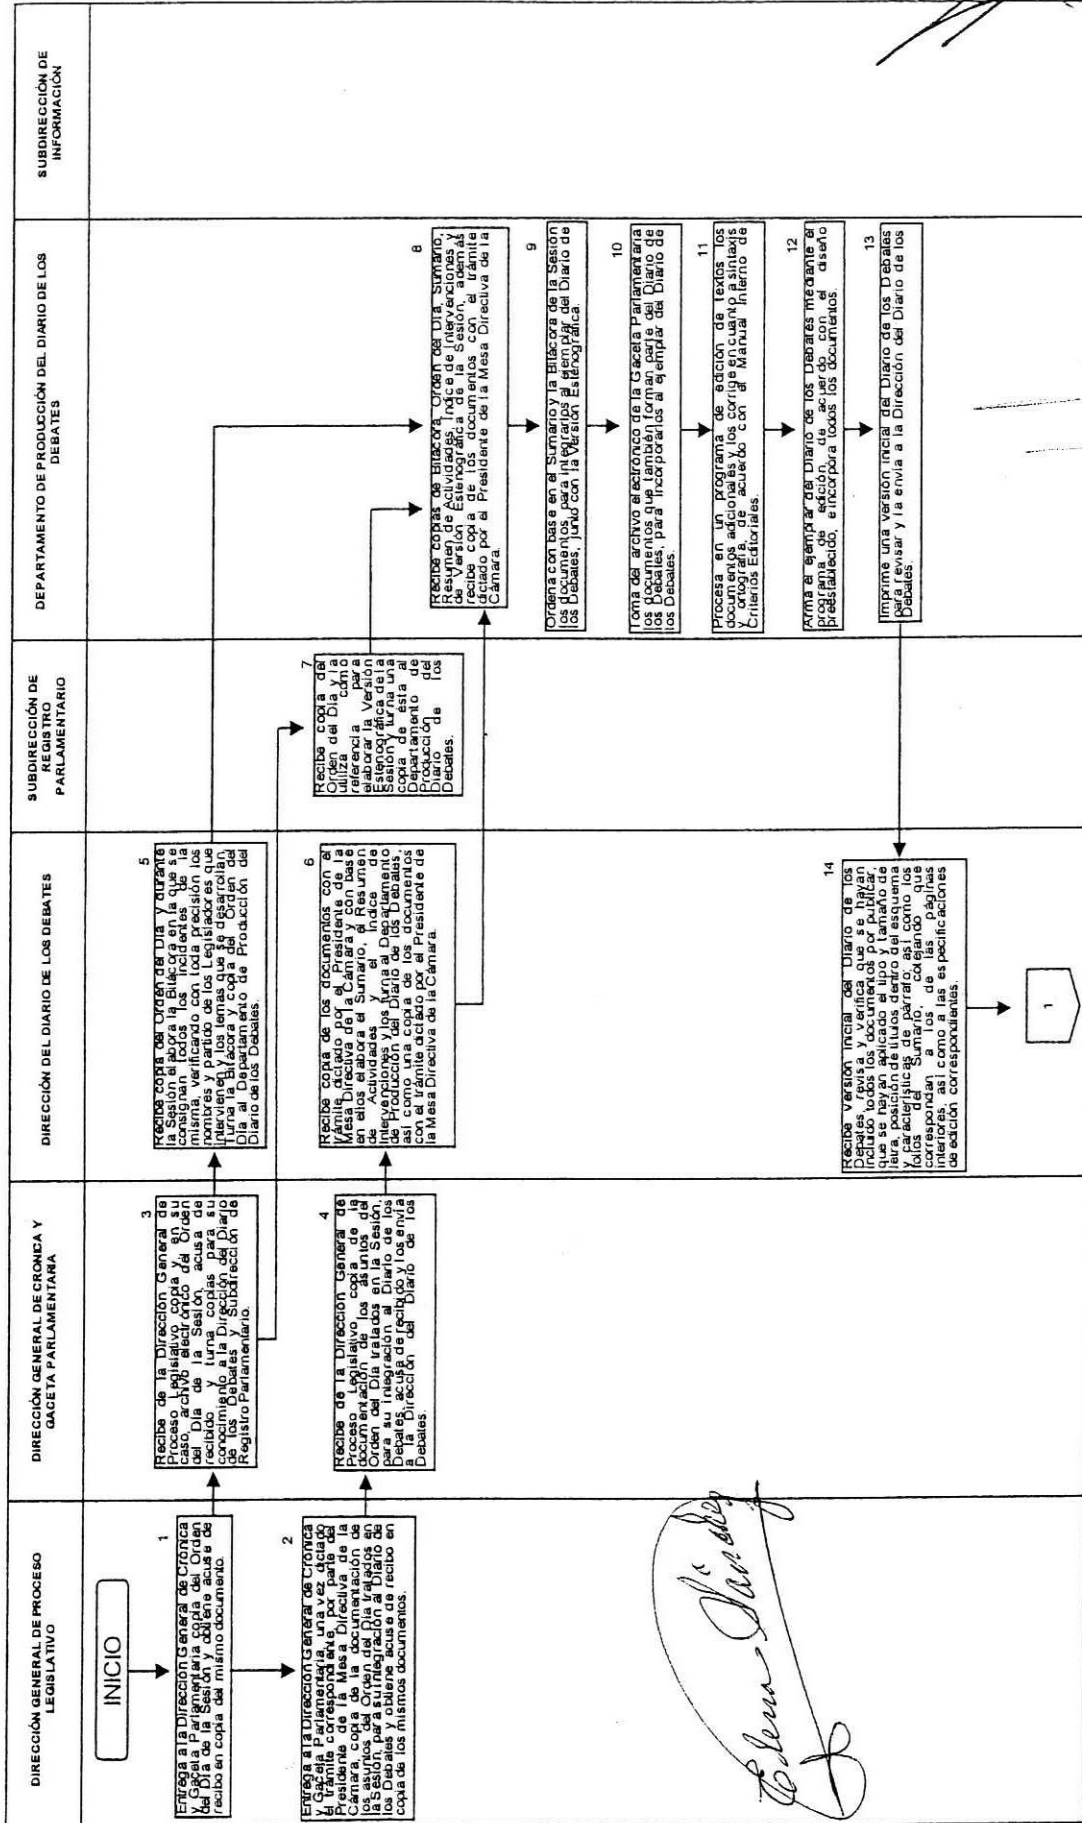 DIRECCIÓN GENERAL DE PROCESO
LEGISLATIVO
DIRECCIÓN GENERAL DE CRONICA Y
GACETA PARLAMENTARIA
DIRECCIÓN DEL DIARIO DE LOS DEBATES
SUBDIRECCIÓN DE
REGISTRO
PARLAMENTARIO
DEPARTAMENTO DE PRODUCCIÓN DEL DIARIO DE LOS
DEBATES
SUBDIRECCIÓN DE
INFORMACIÓN
INICIO
1
Entrega a la Dirección General de Crónica
y Gaceta Parlamentaria copia del Orden
del Día de la Sesión y obtiene acuse de
recibo en copia del mismo documento.
2
Entrega a la Dirección General de Crónica
y Gaceta Parlamentaria, una vez dictado
el trámite correspondiente, por parte del
Presidente de la Mesa Directiva de la
Cámara, copia de la documentación de
los asuntos del Orden del Día tratados en
la Sesión, para su integración al Diario de
los Debates y obtiene acuse de recibo en
copia de los mismos documentos.
3
Recibe de la Dirección General de
Proceso Legislativo copia y, en su
caso, archivo electrónico del Orden
del Día de la Sesión, acusa de
recibido y turna copias para su
conocimiento a la Dirección del Diario
de los Debates y Subdirección de
Registro Parlamentario.
4
Recibe de la Dirección General de
Proceso Legislativo copia de la
documentación de los asuntos del
Orden del Día tratados en la Sesión,
para su integración al Diario de los
Debates, acusa de recibido y los envía
a la Dirección del Diario de los
Debates.
5
Recibe copia del Orden del Día y durante
la Sesión elabora la Bitácora en la que se
consignan todos los incidentes de la
misma, verificando con toda precisión los
nombres y partido de los Legisladores que
intervienen y los temas que se desarrollan.
Turna la Bitácora y copia del Orden del
Día al Departamento de Producción del
Diario de los Debates.
6
Recibe copia de los documentos con el
trámite dictado por el Presidente de la
Mesa Directiva de la Cámara y con base
en ellos elabora el Sumario, el Resumen
de Actividades y el Índice de
Intervenciones y los turna al Departamento
de Producción del Diario de los Debates,
así como una copia de los documentos
con el trámite dictado por el Presidente de
la Mesa Directiva de la Cámara.
7
Recibe copia del
Orden del Día y la
utiliza como
referencia para
elaborar la Versión
Estenográfica de la
Sesión y turna una
copia de ésta al
Departamento de
Producción del
Diario de los
Debates.
8
Recibe copias de Bitácora, Orden del Día, Sumario,
Resumen de Actividades, Índice de Intervenciones y
de Versión Estenográfica de la Sesión, además
recibe copia de los documentos con el trámite
dictado por el Presidente de la Mesa Directiva de la
Cámara.
9
Ordena con base en el Sumario y la Bitácora de la Sesión
los documentos, para integrarlos al ejemplar del Diario de
los Debates, junto con la Versión Estenográfica.
10
Toma del archivo electrónico de la Gaceta Parlamentaria
los documentos que también forman parte del Diario de
los Debates, para incorporarlos al ejemplar del Diario de
los Debates.
11
Procesa en un programa de edición de textos los
documentos adicionales y los corrige en cuanto a sintaxis
y ortografía, de acuerdo con el Manual Interno de
Criterios Editoriales.
12
Arma el ejemplar del Diario de los Debates mediante el
programa de edición, de acuerdo con el diseño
preestablecido, e incorpora todos los documentos.
13
Imprime una versión inicial del Diario de los Debates
para revisar y la envía a la Dirección del Diario de los
Debates.
14
Recibe versión inicial del Diario de los
Debates, revisa y verifica que se hayan
incluido todos los documentos por publicar,
que se hayan aplicado el tipo y tamaño de
letra, posición de títulos dentro del esquema
y características de párrafo; así como los
folios del Sumario, cotejando que
correspondan a los de las páginas
interiores, así como a las especificaciones
de edición correspondientes.
1